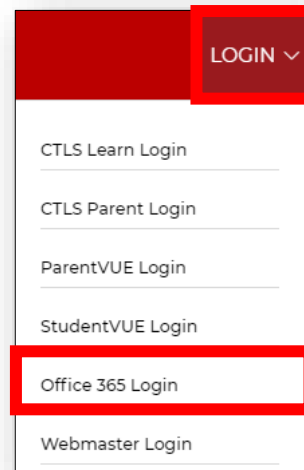 LOGIN
CTLS Learn Login
CTLS Parent Login
ParentVUE Login
StudentVUE Login
Office 365 Login
Webmaster Login